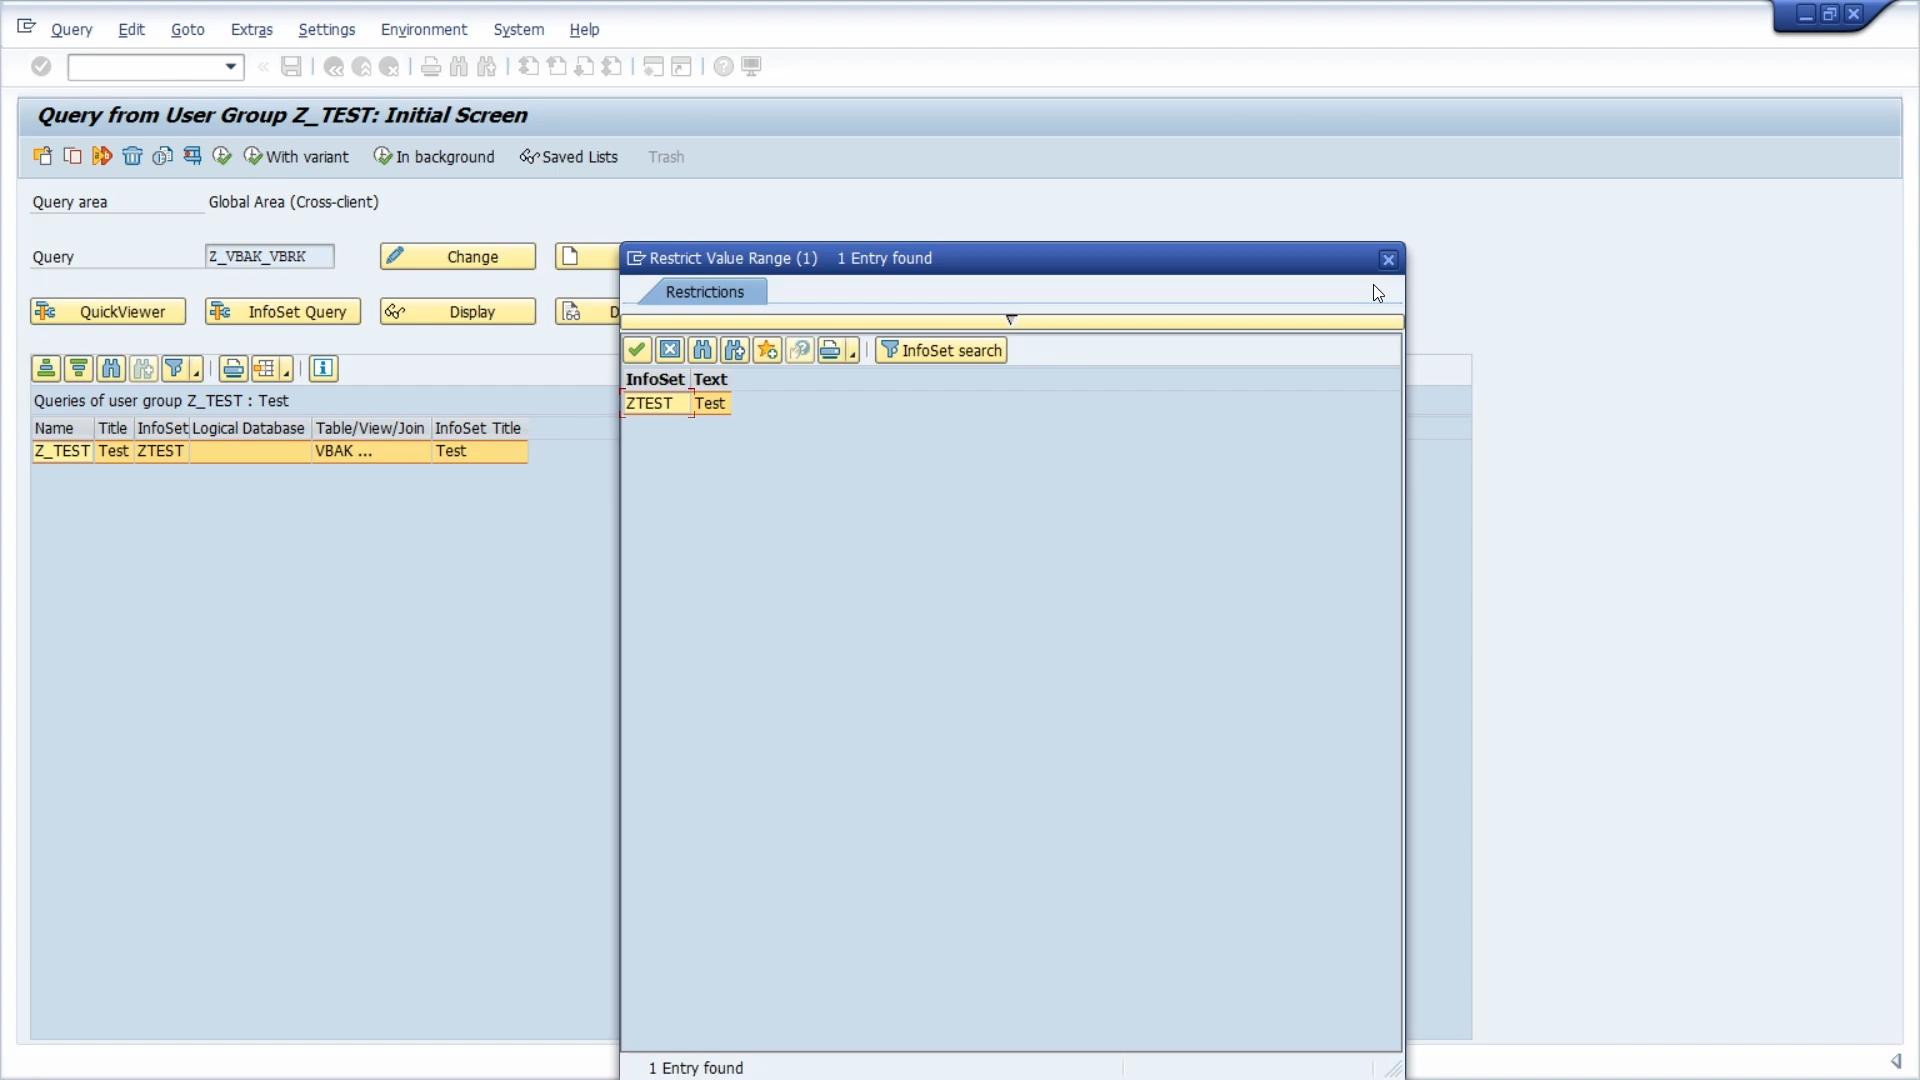 Query Edit Goto Extras Settings Environment System Help
Query from User Group Z_TEST: Initial Screen
With variant In background Saved Lists Trash
Query area Global Area (Cross-client)
Query Z_VBAK_VBRK Change
QuickViewer InfoSet Query Display D
Queries of user group Z_TEST : Test
Name Title InfoSet Logical Database Table/View/Join InfoSet Title
Z_TEST Test ZTEST VBAK ... Test
Restrict Value Range (1) 1 Entry found
Restrictions
InfoSet search
InfoSet Text
ZTEST Test
1 Entry found